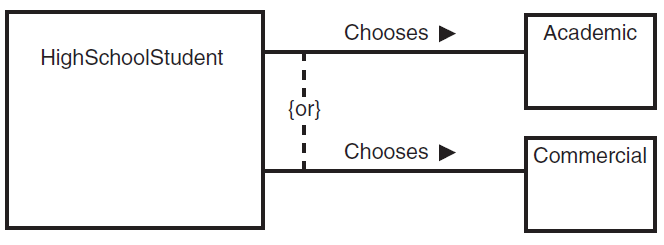 HighSchoolStudent
Chooses ▶
Academic
{or}
Chooses ▶
Commercial